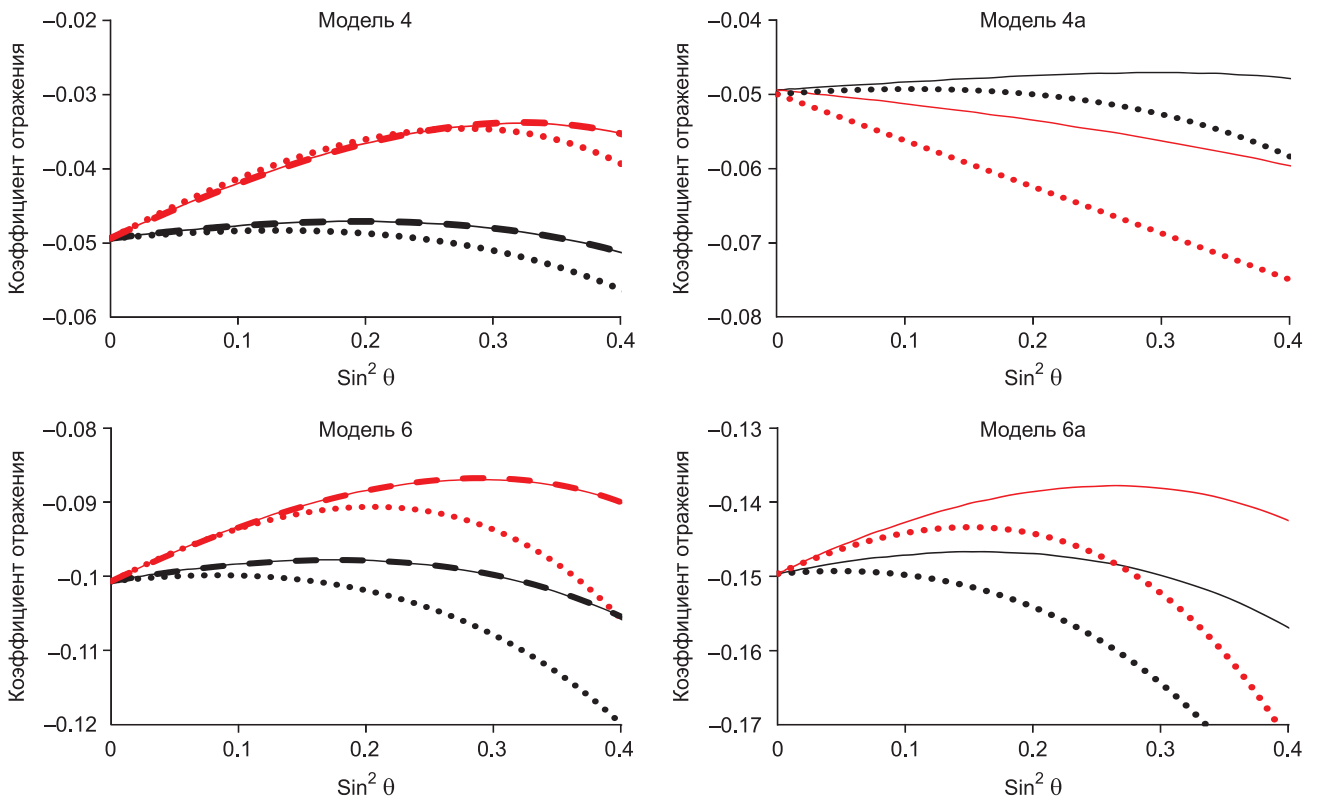 Модель 4
Коэффициент отражения
–0.02
–0.03
–0.04
–0.05
–0.06
0 0.1 0.2 0.3 0.4
Sin² θ
Модель 4а
Коэффициент отражения
–0.04
–0.05
–0.06
–0.07
–0.08
0 0.1 0.2 0.3 0.4
Sin² θ
Модель 6
Коэффициент отражения
–0.08
–0.09
–0.1
–0.11
–0.12
0 0.1 0.2 0.3 0.4
Sin² θ
Модель 6а
Коэффициент отражения
–0.13
–0.14
–0.15
–0.16
–0.17
0 0.1 0.2 0.3 0.4
Sin² θ